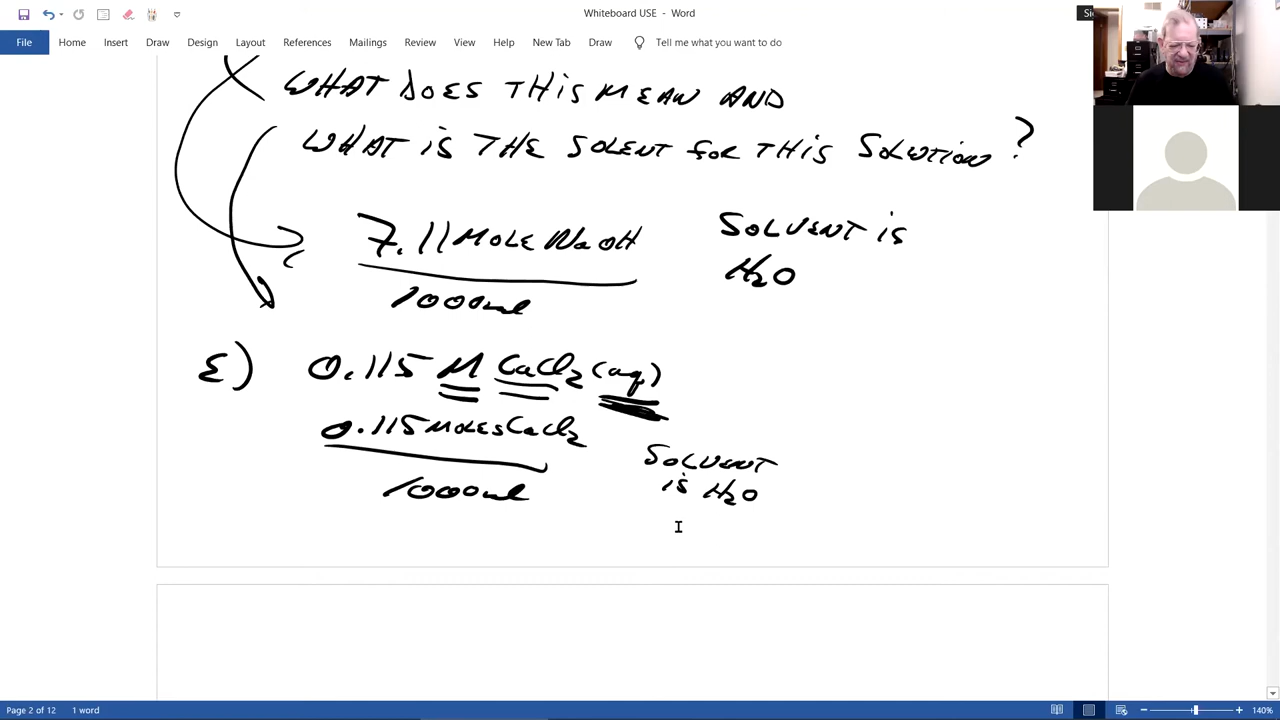 Whiteboard USE - Word
Si
File Home Insert Draw Design Layout References Mailings Review View Help New Tab Draw Tell me what you want to do
WHAT DOES THIS MEAN AND
WHAT IS THE SOLENT FOR THIS SOLUTION ?
7.11 MOLE NaOH
1000ml
SOLVENT is
H2O
E) 0.115 M CaCl2 (aq)
0.115 MOLES CaCl2
1000ml
SOLVENT
is H2O
Page 2 of 12 1 word 140%